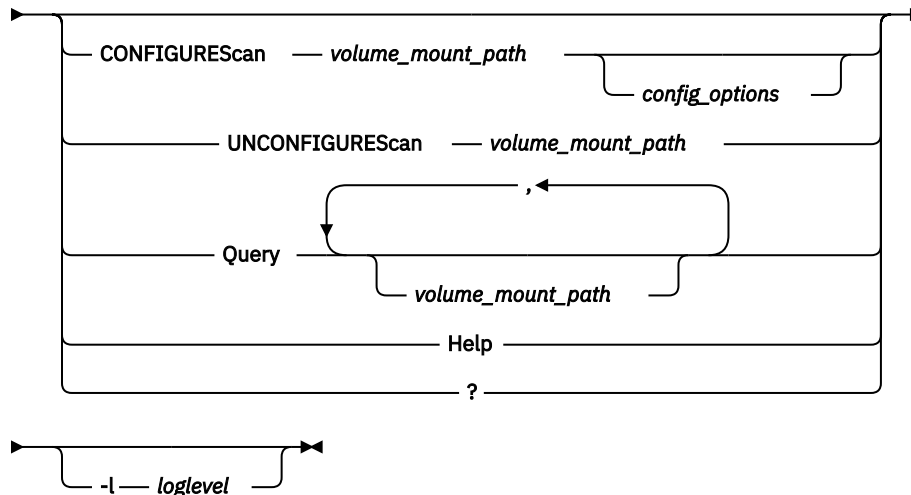 CONFIGUREScan volume_mount_path
config_options
UNCONFIGUREScan volume_mount_path
,
Query
volume_mount_path
Help
?
-l loglevel